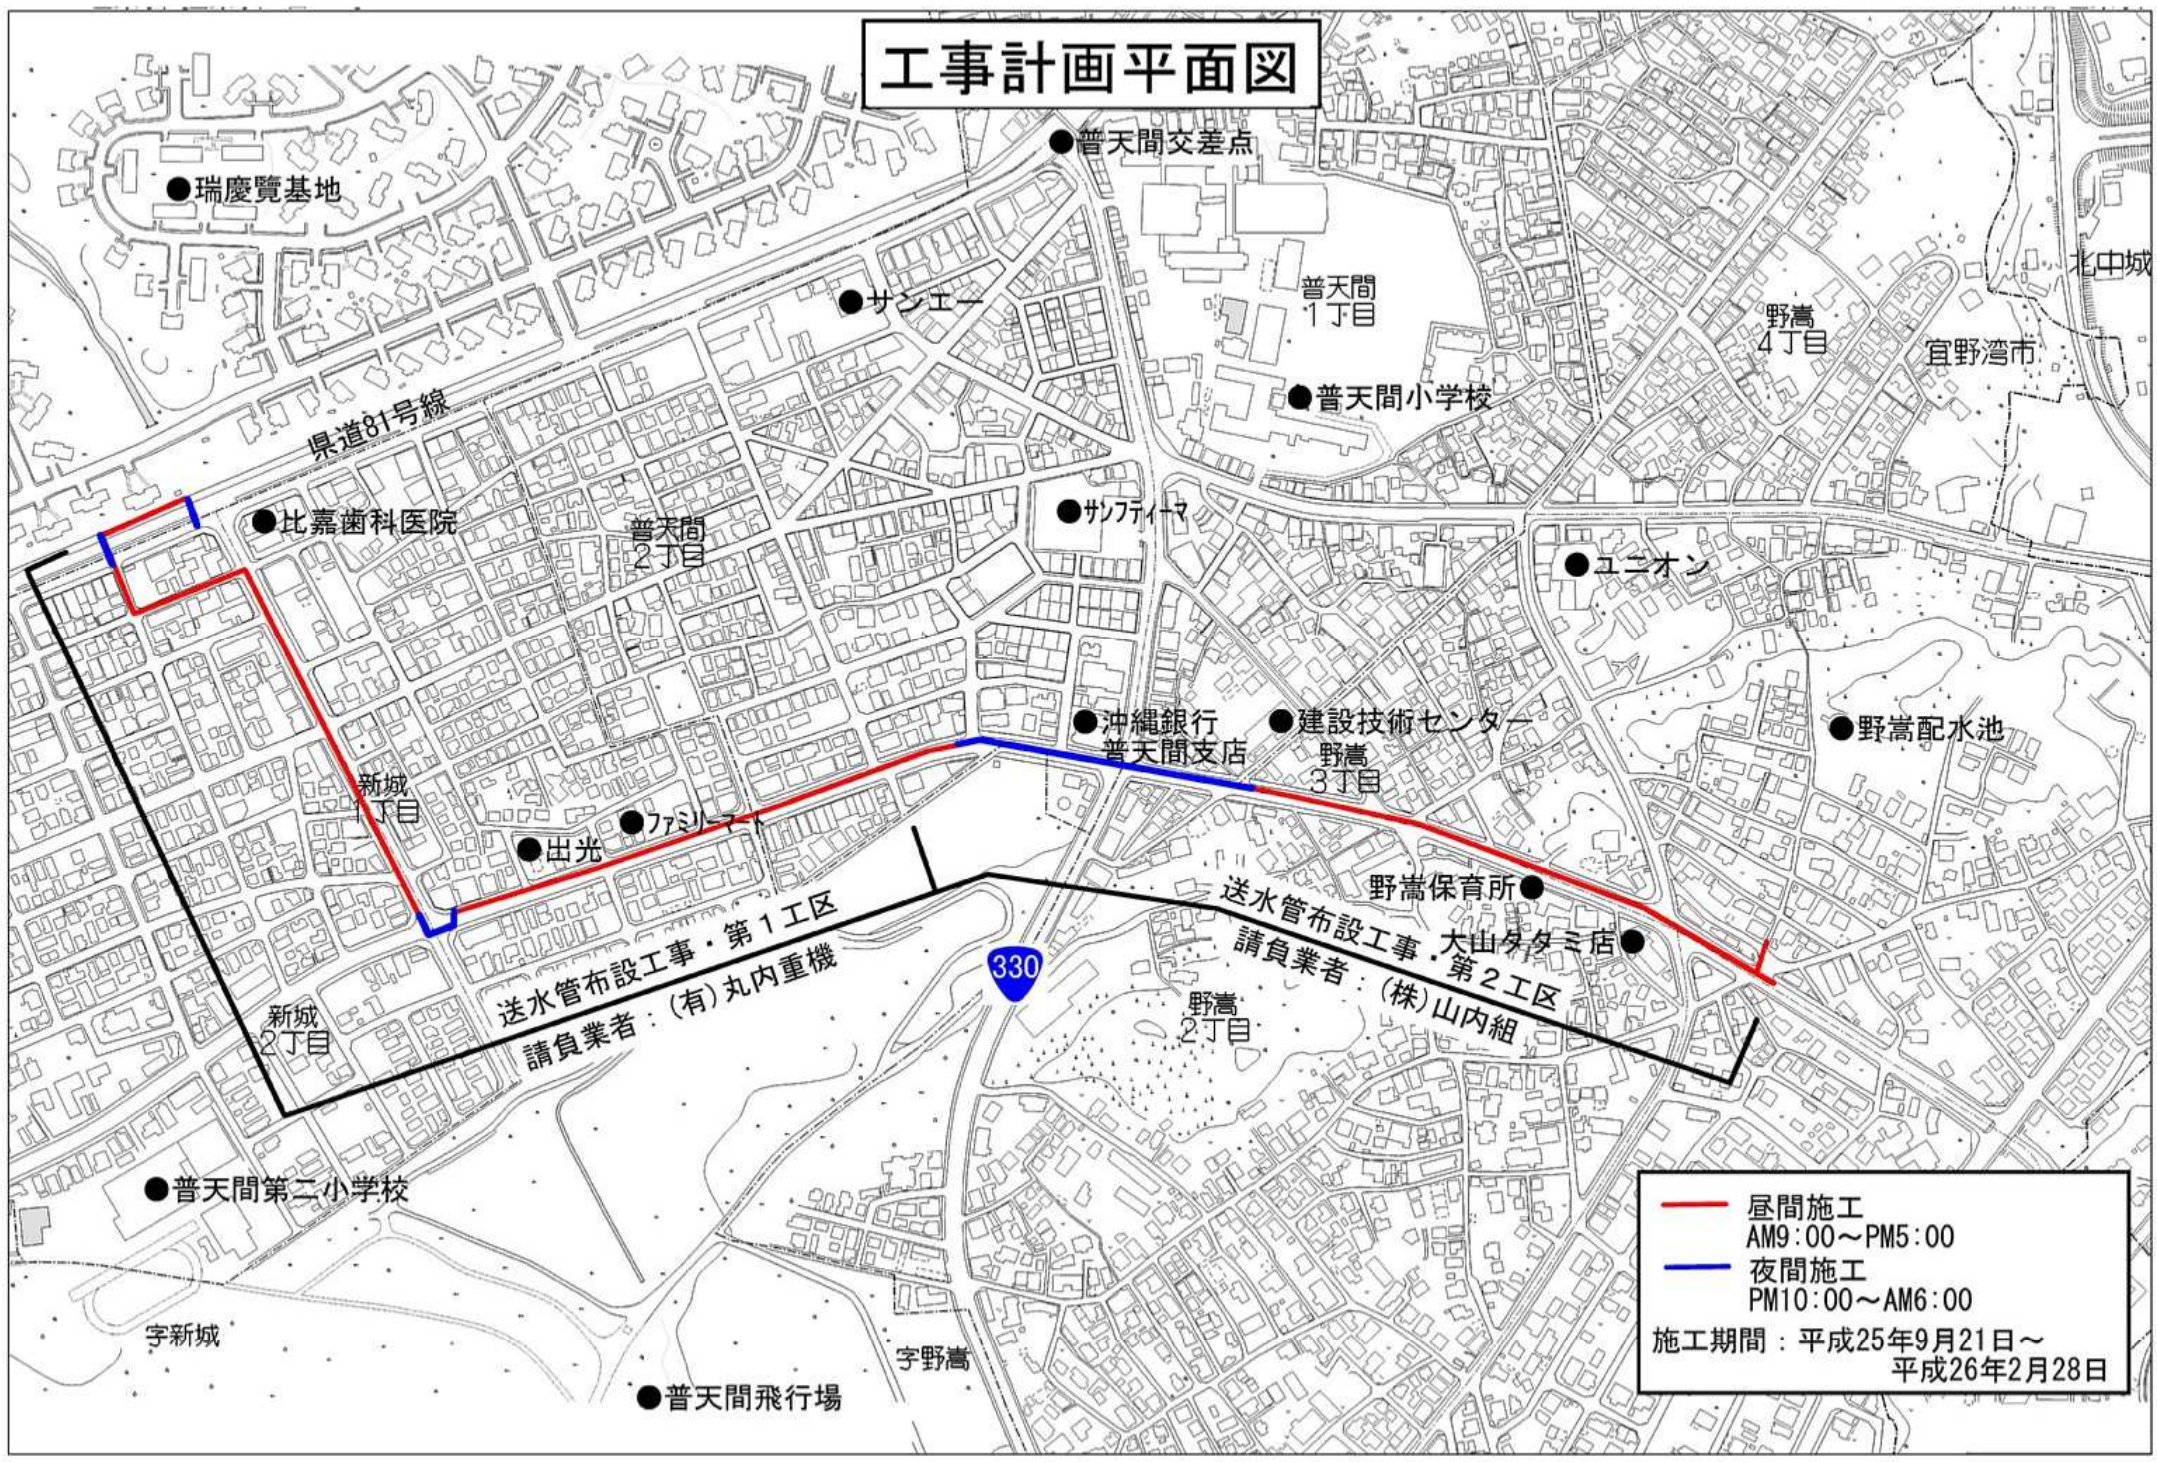 工事計画平面図
普天間交差点
瑞慶覽基地
北中城
サンエー
普天間
1丁目
野嵩
4丁目
宜野湾市
普天間小学校
県道81号線
比嘉歯科医院
普天間
2丁目
サンフティーマ
ユニオン
沖縄銀行
普天間支店
建設技術センター
野嵩
3丁目
野嵩配水池
新城
1丁目
ファミリーマート
出光
野嵩保育所
大山タタミ店
送水管布設工事・第1工区
請負業者：(有)丸内重機
送水管布設工事・第2工区
請負業者：(株)山内組
330
野嵩
2丁目
新城
2丁目
普天間第二小学校
字新城
字野嵩
普天間飛行場
昼間施工
AM9:00～PM5:00
夜間施工
PM10:00～AM6:00
施工期間：平成25年9月21日～
平成26年2月28日